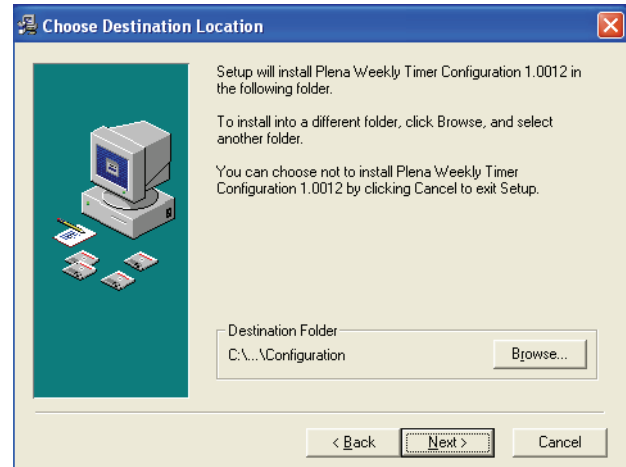 Choose Destination Location
Setup will install Plena Weekly Timer Configuration 1.0012 in
the following folder.
To install into a different folder, click Browse, and select
another folder.
You can choose not to install Plena Weekly Timer
Configuration 1.0012 by clicking Cancel to exit Setup.
Destination Folder
C:\...\Configuration
Browse...
< Back
Next >
Cancel